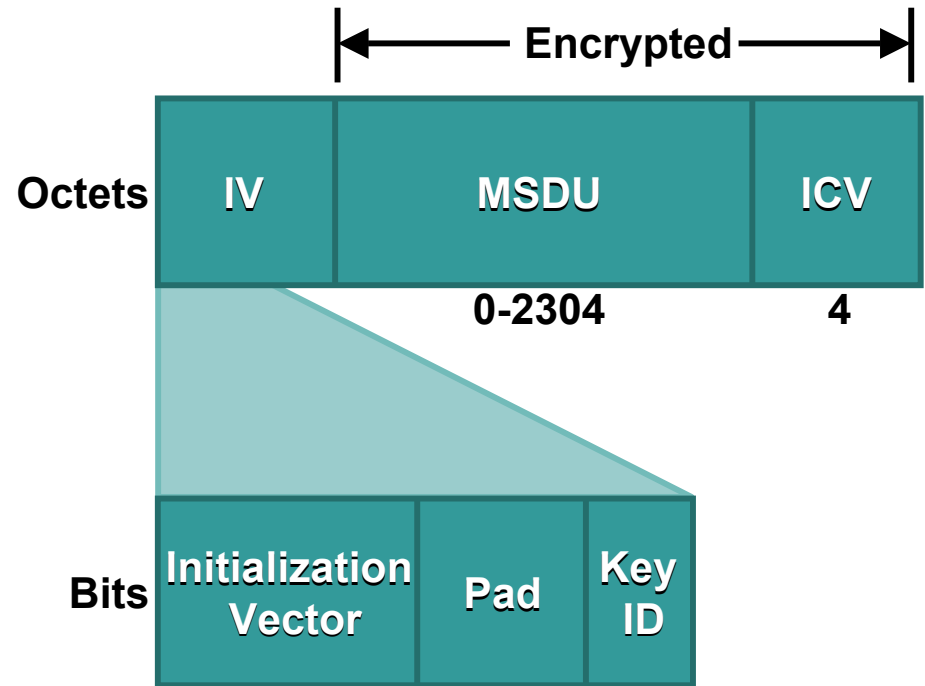 Encrypted
Octets IV MSDU ICV
0-2304 4
Bits Initialization Vector Pad Key ID